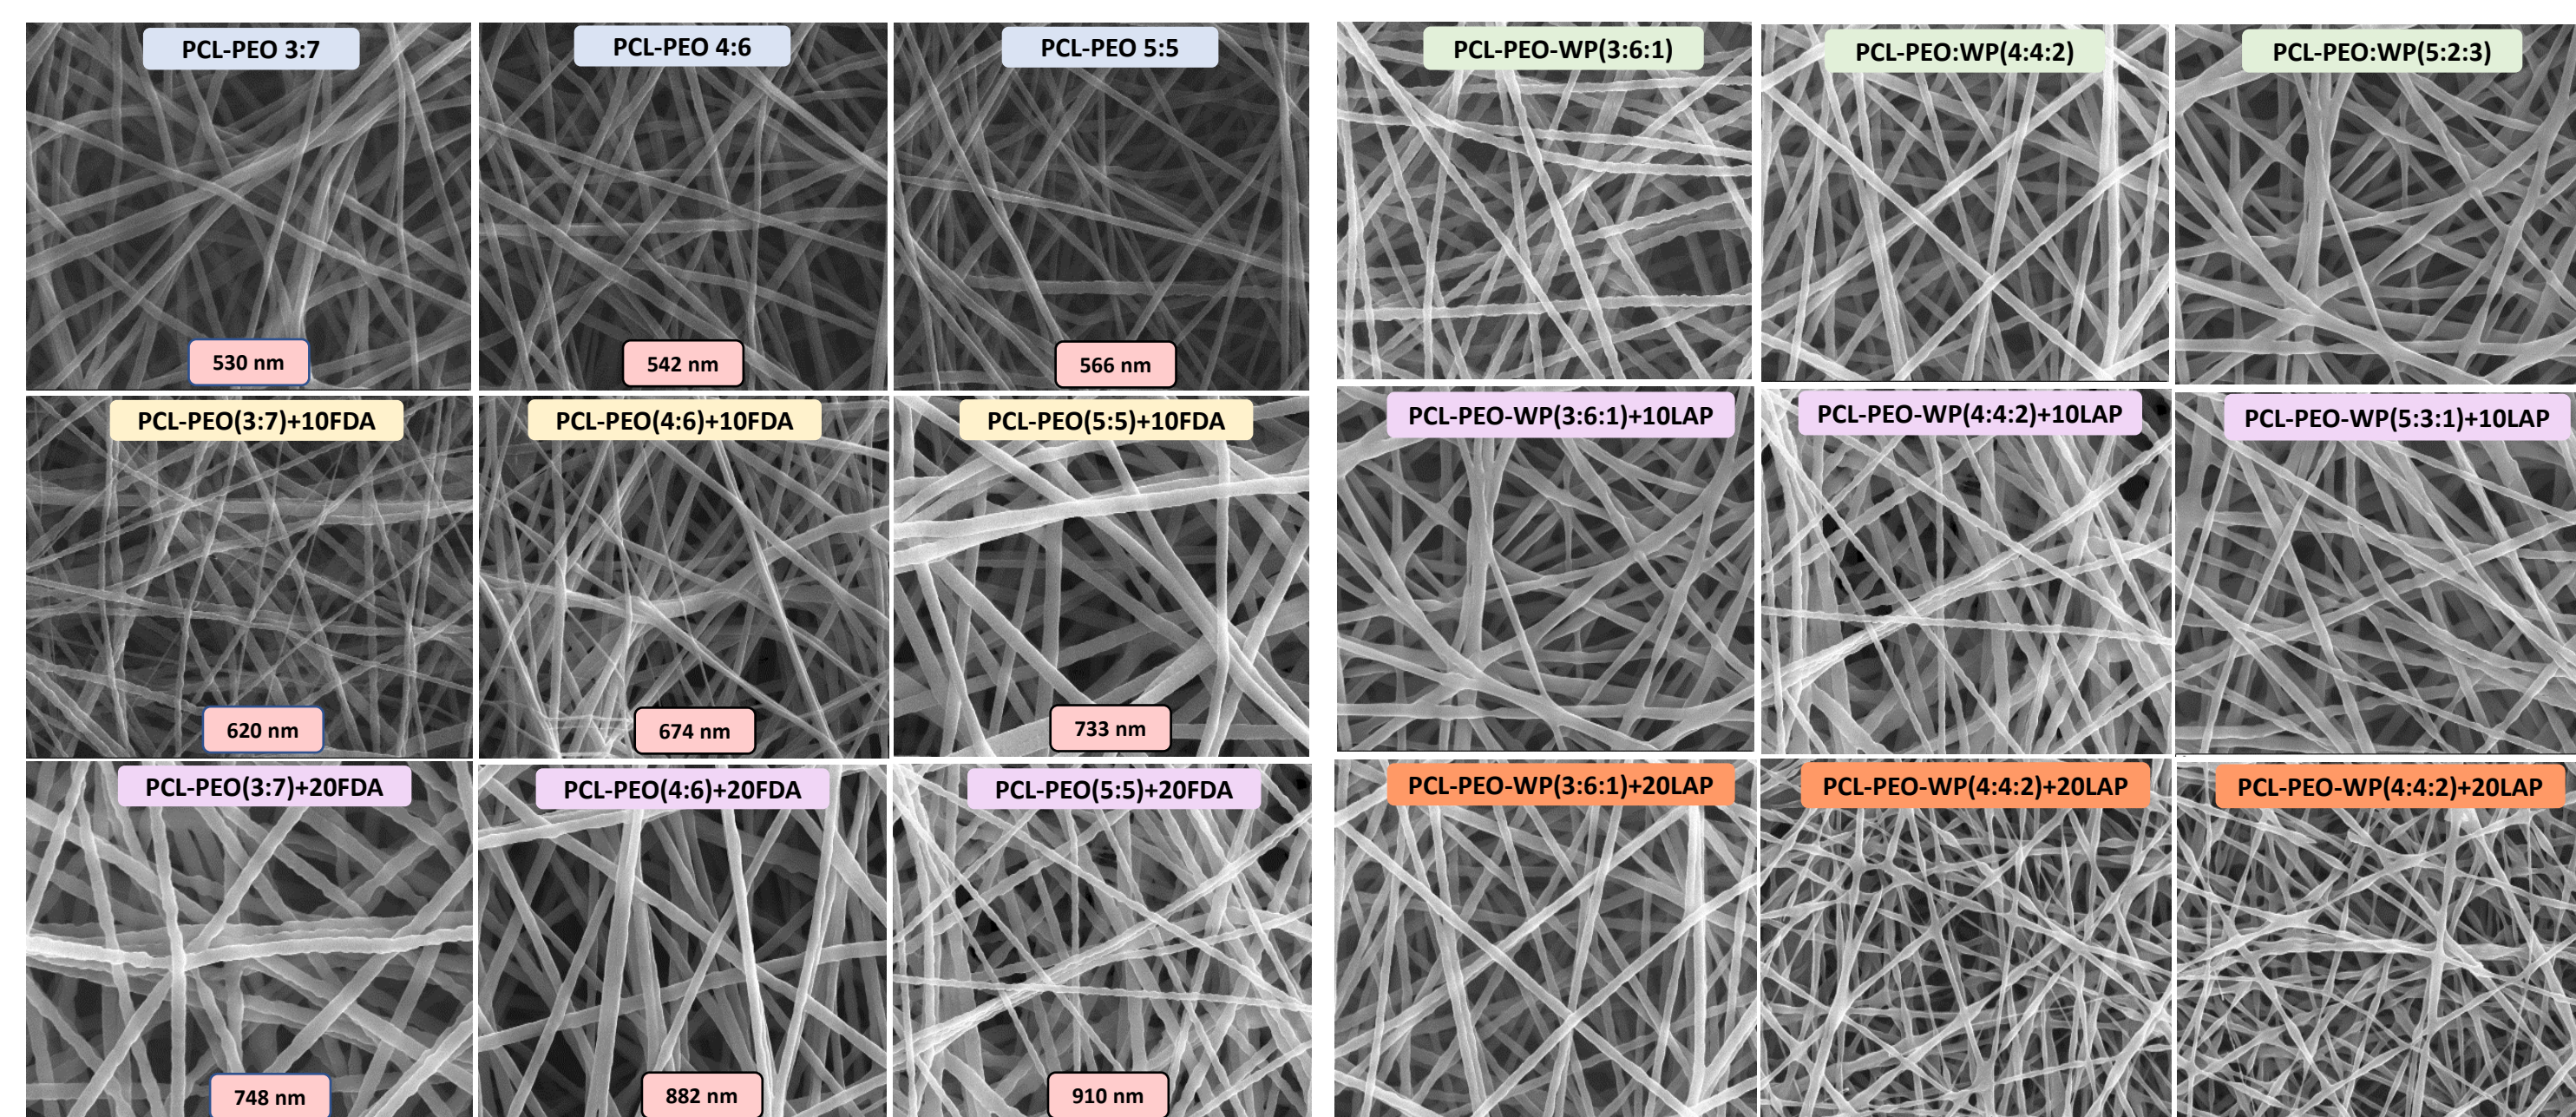 PCL-PEO 3:7
PCL-PEO 4:6
PCL-PEO 5:5
530 nm
542 nm
566 nm
PCL-PEO(3:7)+10FDA
PCL-PEO(4:6)+10FDA
PCL-PEO(5:5)+10FDA
620 nm
674 nm
733 nm
PCL-PEO(3:7)+20FDA
PCL-PEO(4:6)+20FDA
PCL-PEO(5:5)+20FDA
748 nm
882 nm
910 nm
PCL-PEO-WP(3:6:1)
PCL-PEO:WP(4:4:2)
PCL-PEO:WP(5:2:3)
PCL-PEO-WP(3:6:1)+10LAP
PCL-PEO-WP(4:4:2)+10LAP
PCL-PEO-WP(5:3:1)+10LAP
PCL-PEO-WP(3:6:1)+20LAP
PCL-PEO-WP(4:4:2)+20LAP
PCL-PEO-WP(4:4:2)+20LAP